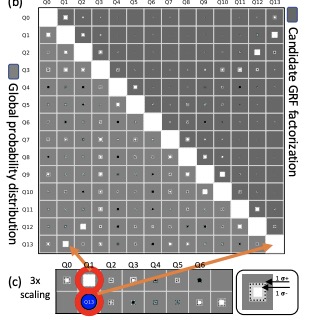 (b)
Q0 Q1 Q2 Q3 Q4 Q5 Q6 Q7 Q8 Q9 Q10 Q11 Q12 Q13
Q0
Q1
Q2
Q3
Q4
Q5
Q6
Q7
Q8
Q9
Q10
Q11
Q12
Q13
Global probability distribution
Candidate GRF factorization
(c)
3x
scaling
Q0 Q1 Q2 Q3 Q4 Q5 Q6
Q13
1 σ+
1 σ-